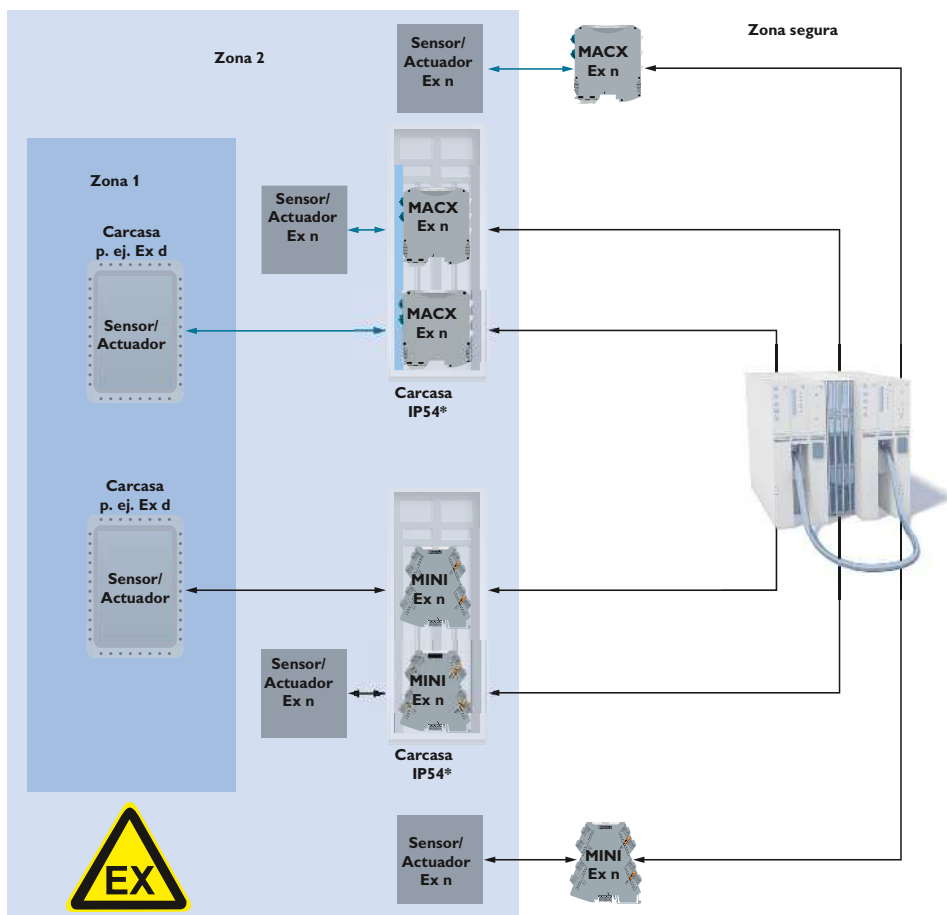 Zona 2
Sensor/
Actuador
Ex n
MACX
Ex n
Zona segura
Zona 1
Sensor/
Actuador
Ex n
MACX
Ex n
Carcasa
p. ej. Ex d
Sensor/
Actuador
MACX
Ex n
Carcasa
IP54*
Carcasa
p. ej. Ex d
Sensor/
Actuador
MINI
Ex n
Sensor/
Actuador
Ex n
MINI
Ex n
Carcasa
IP54*
EX
Sensor/
Actuador
Ex n
MINI
Ex n